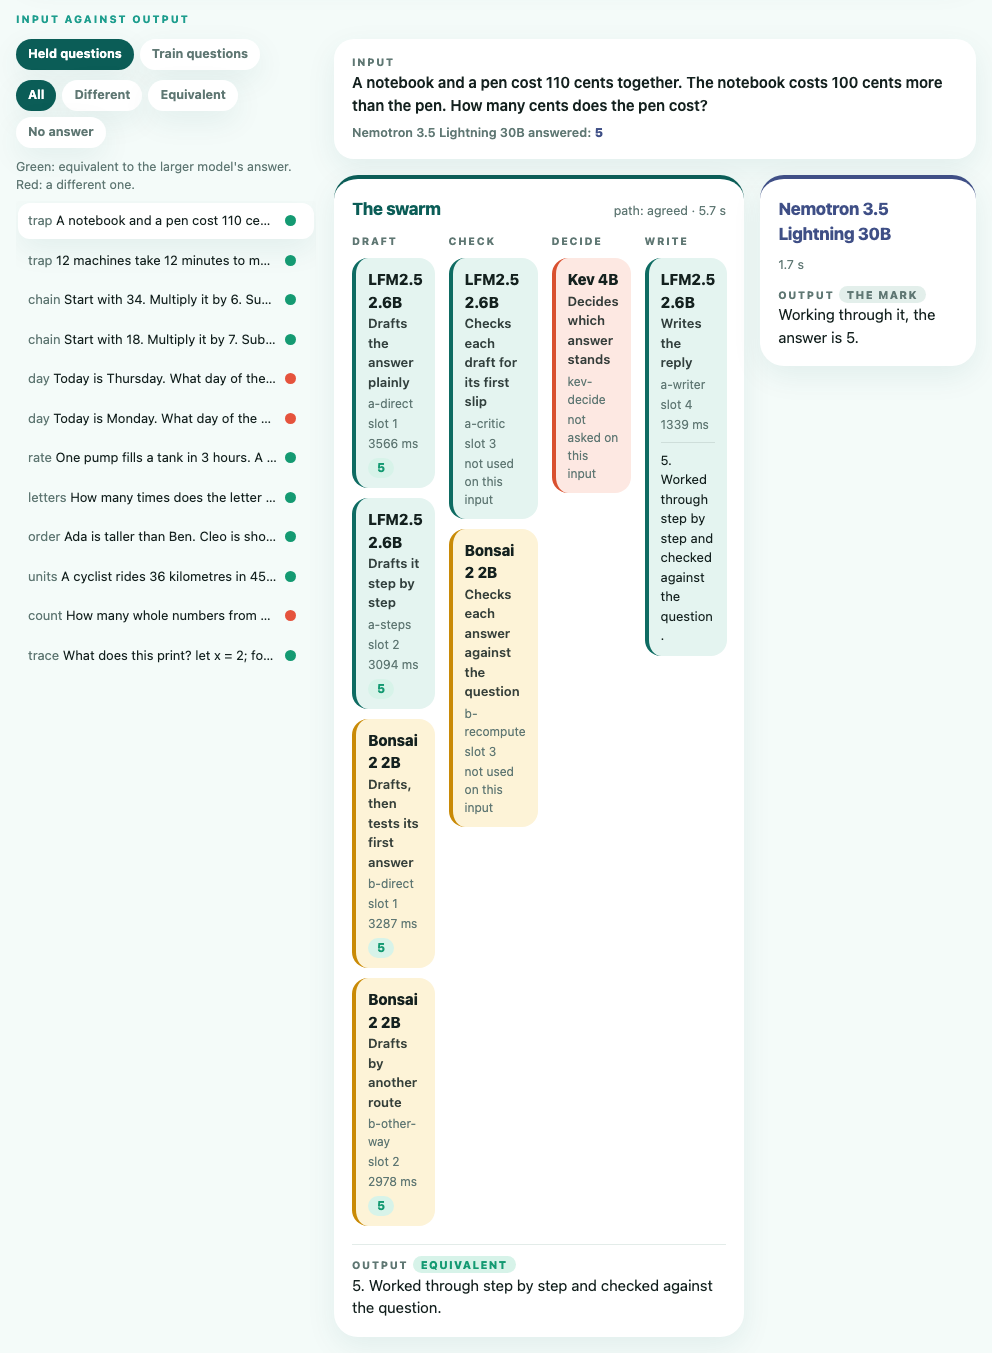 INPUT AGAINST OUTPUT
Held questions
Train questions
All
Different
Equivalent
No answer
Green: equivalent to the larger model's answer.
Red: a different one.
trap A notebook and a pen cost 110 ce...
trap 12 machines take 12 minutes to m...
chain Start with 34. Multiply it by 6. Su...
chain Start with 18. Multiply it by 7. Sub...
day Today is Thursday. What day of the...
day Today is Monday. What day of the ...
rate One pump fills a tank in 3 hours. A ...
letters How many times does the letter ...
order Ada is taller than Ben. Cleo is sho...
units A cyclist rides 36 kilometres in 45...
count How many whole numbers from ...
trace What does this print? let x = 2; fo...
INPUT
A notebook and a pen cost 110 cents together. The notebook costs 100 cents more
than the pen. How many cents does the pen cost?
Nemotron 3.5 Lightning 30B answered: 5
The swarm
path: agreed · 5.7 s
DRAFT
LFM2.5
2.6B
Drafts
the
answer
plainly
a-direct
slot 1
3566 ms
5
LFM2.5
2.6B
Drafts it
step by
step
a-steps
slot 2
3094 ms
5
Bonsai
2 2B
Drafts,
then
tests its
first
answer
b-direct
slot 1
3287 ms
5
Bonsai
2 2B
Drafts
by
another
route
b-other-
way
slot 2
2978 ms
5
CHECK
LFM2.5
2.6B
Checks
each
draft for
its first
slip
a-critic
slot 3
not used
on this
input
Bonsai
2 2B
Checks
each
answer
against
the
question
b-
recompute
slot 3
not used
on this
input
DECIDE
Kev 4B
Decides
which
answer
stands
kev-
decide
not
asked on
this
input
WRITE
LFM2.5
2.6B
Writes
the
reply
a-writer
slot 4
1339 ms
5.
Worked
through
step by
step and
checked
against
the
question
.
OUTPUT EQUIVALENT
5. Worked through step by step and checked against
the question.
Nemotron 3.5
Lightning 30B
1.7 s
OUTPUT THE MARK
Working through it, the
answer is 5.